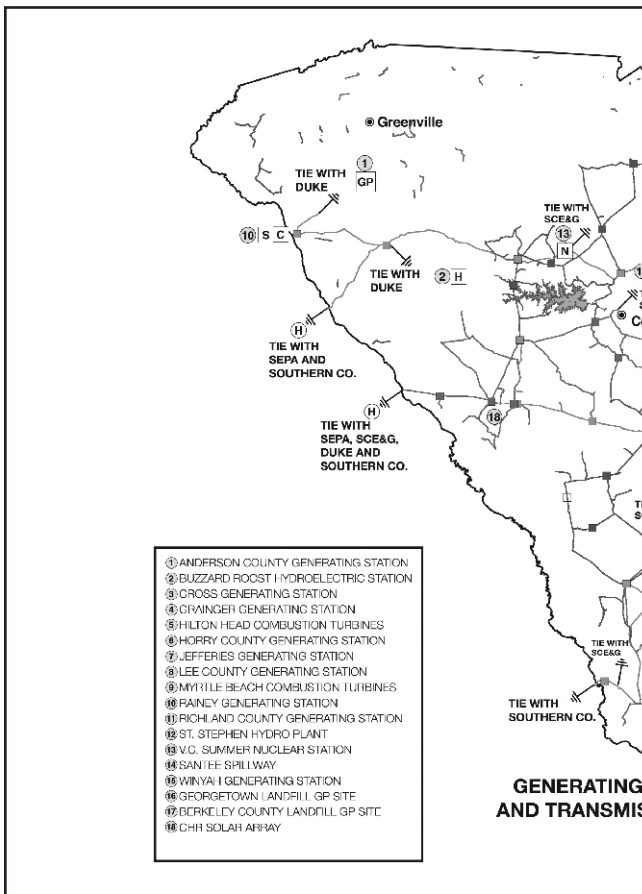 Greenville
1
GP
TIE WITH
DUKE
TIE WITH
SCE&G
13
N
10 S C
TIE WITH
DUKE
2 H
H
TIE WITH
SEPA AND
SOUTHERN CO.
H
TIE WITH
SEPA, SCE&G,
DUKE AND
SOUTHERN CO.
18
1 ANDERSON COUNTY GENERATING STATION
2 BUZZARD ROOST HYDROELECTRIC STATION
3 CROSS GENERATING STATION
4 GRAINGER GENERATING STATION
5 HILTON HEAD COMBUSTION TURBINES
6 HORRY COUNTY GENERATING STATION
7 JEFFERIES GENERATING STATION
8 LEE COUNTY GENERATING STATION
9 MYRTLE BEACH COMBUSTION TURBINES
10 RAINEY GENERATING STATION
11 RICHLAND COUNTY GENERATING STATION
12 ST. STEPHEN HYDRO PLANT
13 V.C. SUMMER NUCLEAR STATION
14 SANTEE SPILLWAY
15 WINYAH GENERATING STATION
16 GEORGETOWN LANDFILL GP SITE
17 BERKELEY COUNTY LANDFILL GP SITE
18 CHR SOLAR ARRAY
TIE WITH
SCE&G
TIE WITH
SOUTHERN CO.
GENERATING
AND TRANSMIS